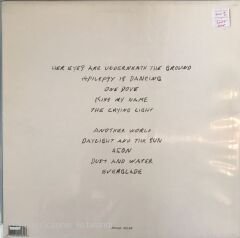 HER EYES ARE UNDERNEATH THE GROUND
EPILEPSY IS DANCING
ONE DOVE
KISS MY NAME
THE CRYING LIGHT
ANOTHER WORLD
DAYLIGHT AND THE SUN
AEON
DUST AND WATER
EVERGLADE